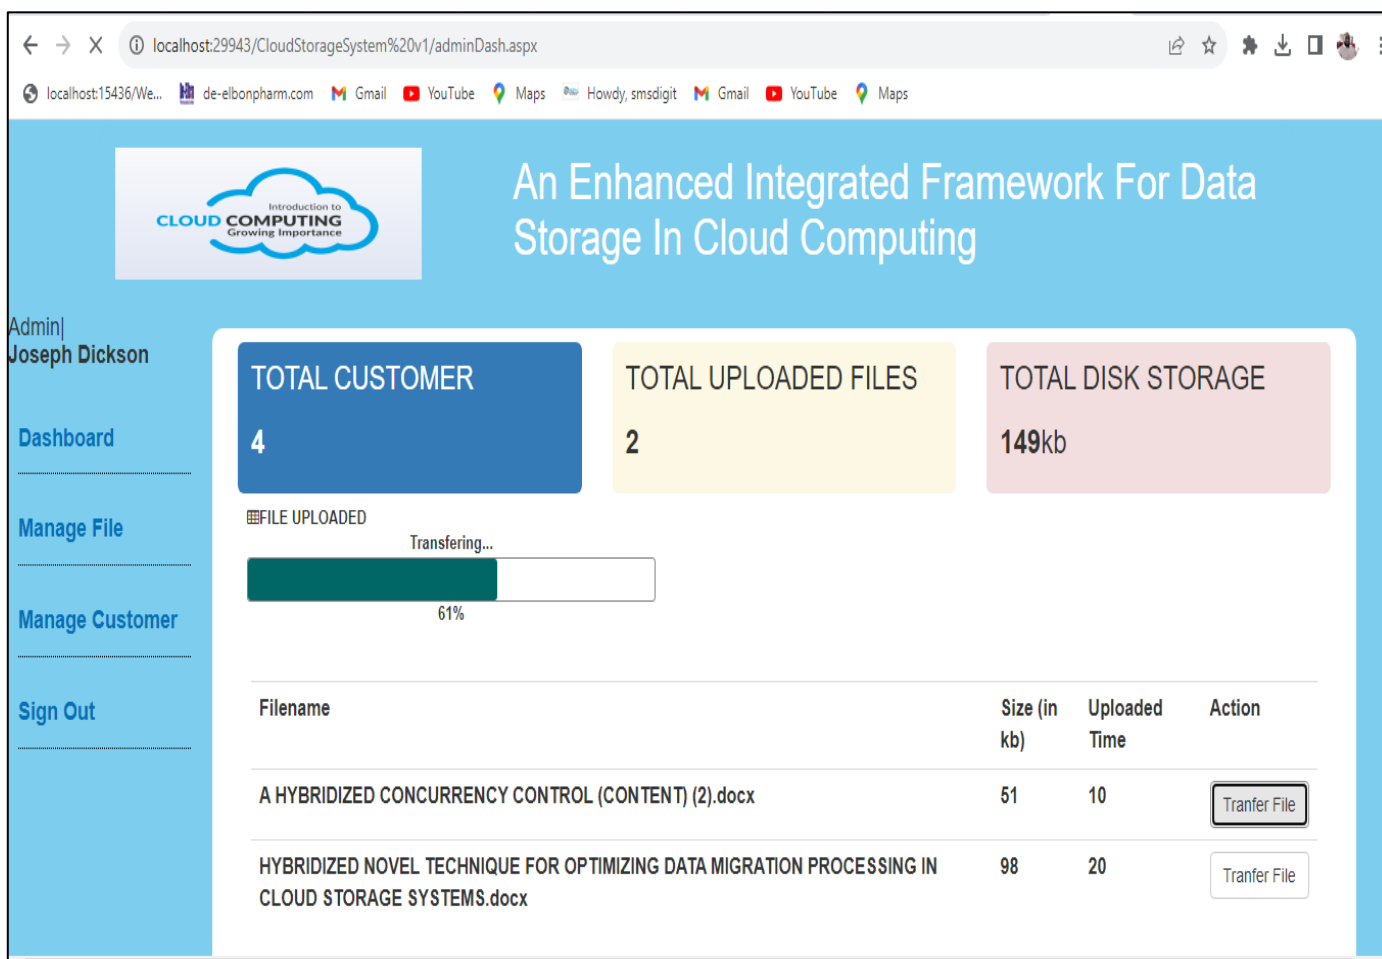 localhost:29943/CloudStorageSystem%20v1/adminDash.aspx
localhost:15436/We... de-elbonpharm.com Gmail YouTube Maps Howdy, smsdigit Gmail YouTube Maps
Introduction to
CLOUD COMPUTING
Growing Importance
An Enhanced Integrated Framework For Data
Storage In Cloud Computing
Admin|
Joseph Dickson
Dashboard
Manage File
Manage Customer
Sign Out
TOTAL CUSTOMER
4
TOTAL UPLOADED FILES
2
TOTAL DISK STORAGE
149kb
FILE UPLOADED
Transfering...
61%
Filename Size (in Uploaded Action
kb) Time
A HYBRIDIZED CONCURRENCY CONTROL (CONTENT) (2).docx 51 10 Tranfer File
HYBRIDIZED NOVEL TECHNIQUE FOR OPTIMIZING DATA MIGRATION PROCESSING IN 98 20 Tranfer File
CLOUD STORAGE SYSTEMS.docx